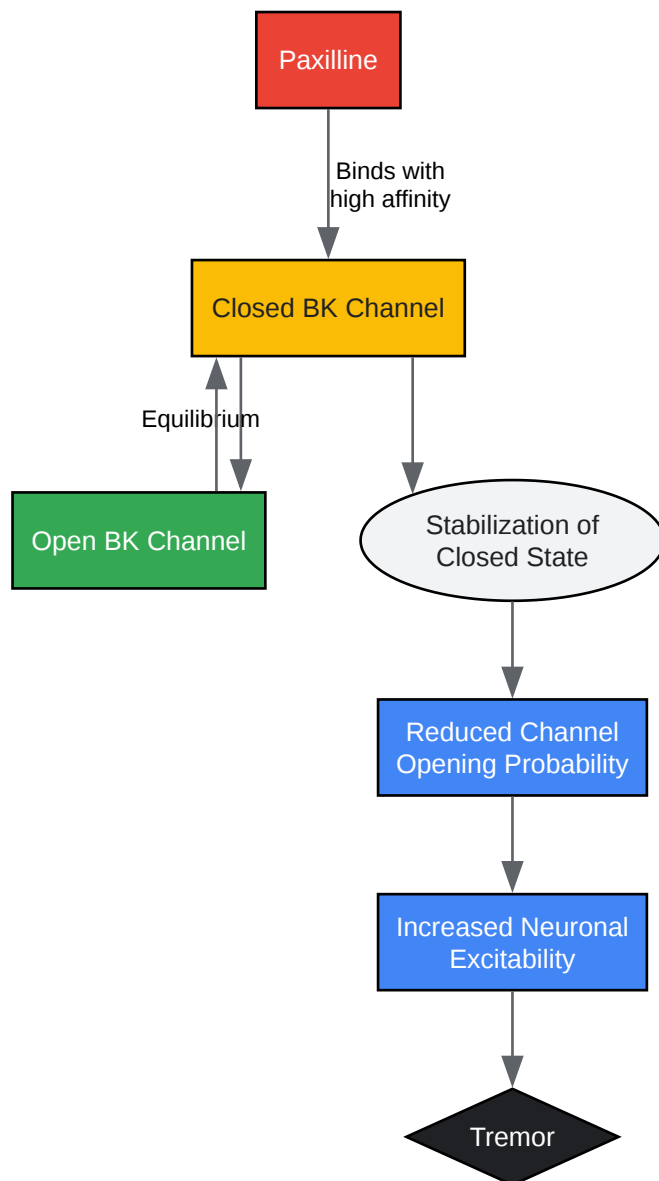 Paxilline
Binds with
high affinity
Closed BK Channel
Equilibrium
Open BK Channel
Stabilization of
Closed State
Reduced Channel
Opening Probability
Increased Neuronal
Excitability
Tremor